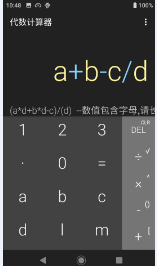 10:48 100%
代数计算器
a+b-c/d
(a*d+b*d-c)/(d) --数值包含字母,请长
1 2 3 CLR DEL
. 0 = ÷ √
a b c × ^
d l m - ()
+ [